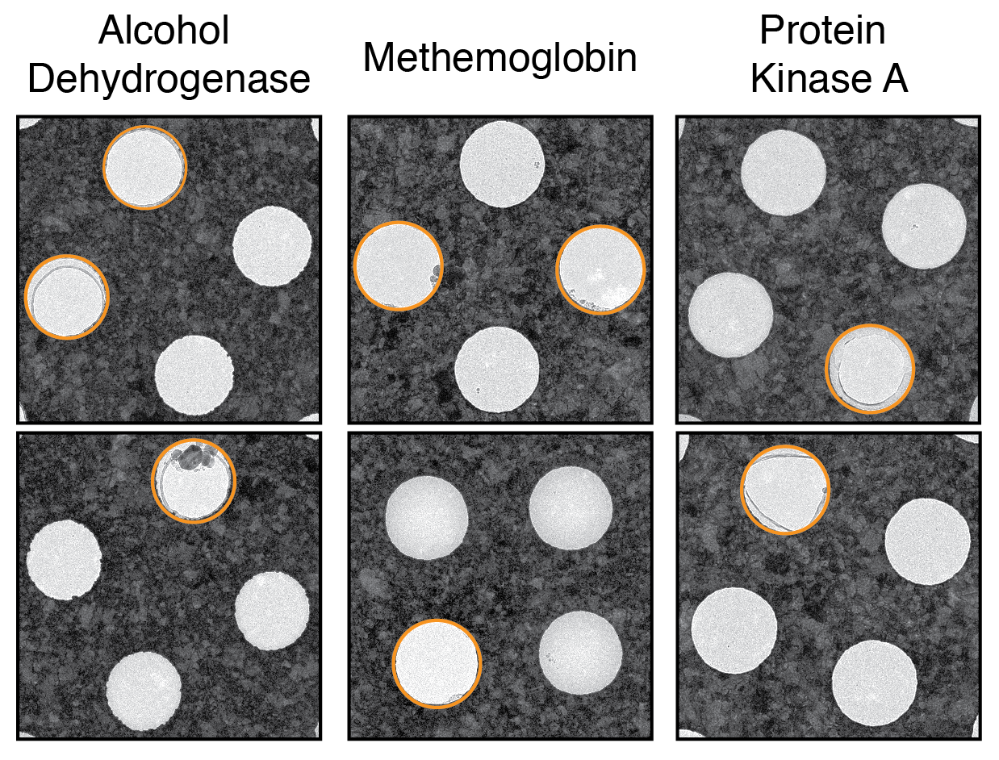 Alcohol
Dehydrogenase
Methemoglobin
Protein
Kinase A